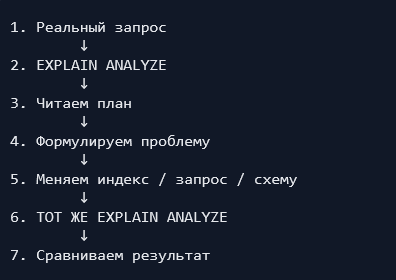 1. Реальный запрос
↓
2. EXPLAIN ANALYZE
↓
3. Читаем план
↓
4. Формулируем проблему
↓
5. Меняем индекс / запрос / схему
↓
6. ТОТ ЖЕ EXPLAIN ANALYZE
↓
7. Сравниваем результат